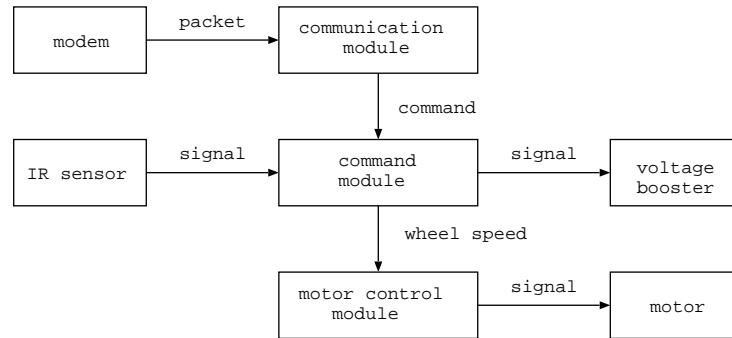 packet
modem
communication
module
command
signal
IR sensor
command
module
signal
voltage
booster
wheel speed
motor control
module
signal
motor